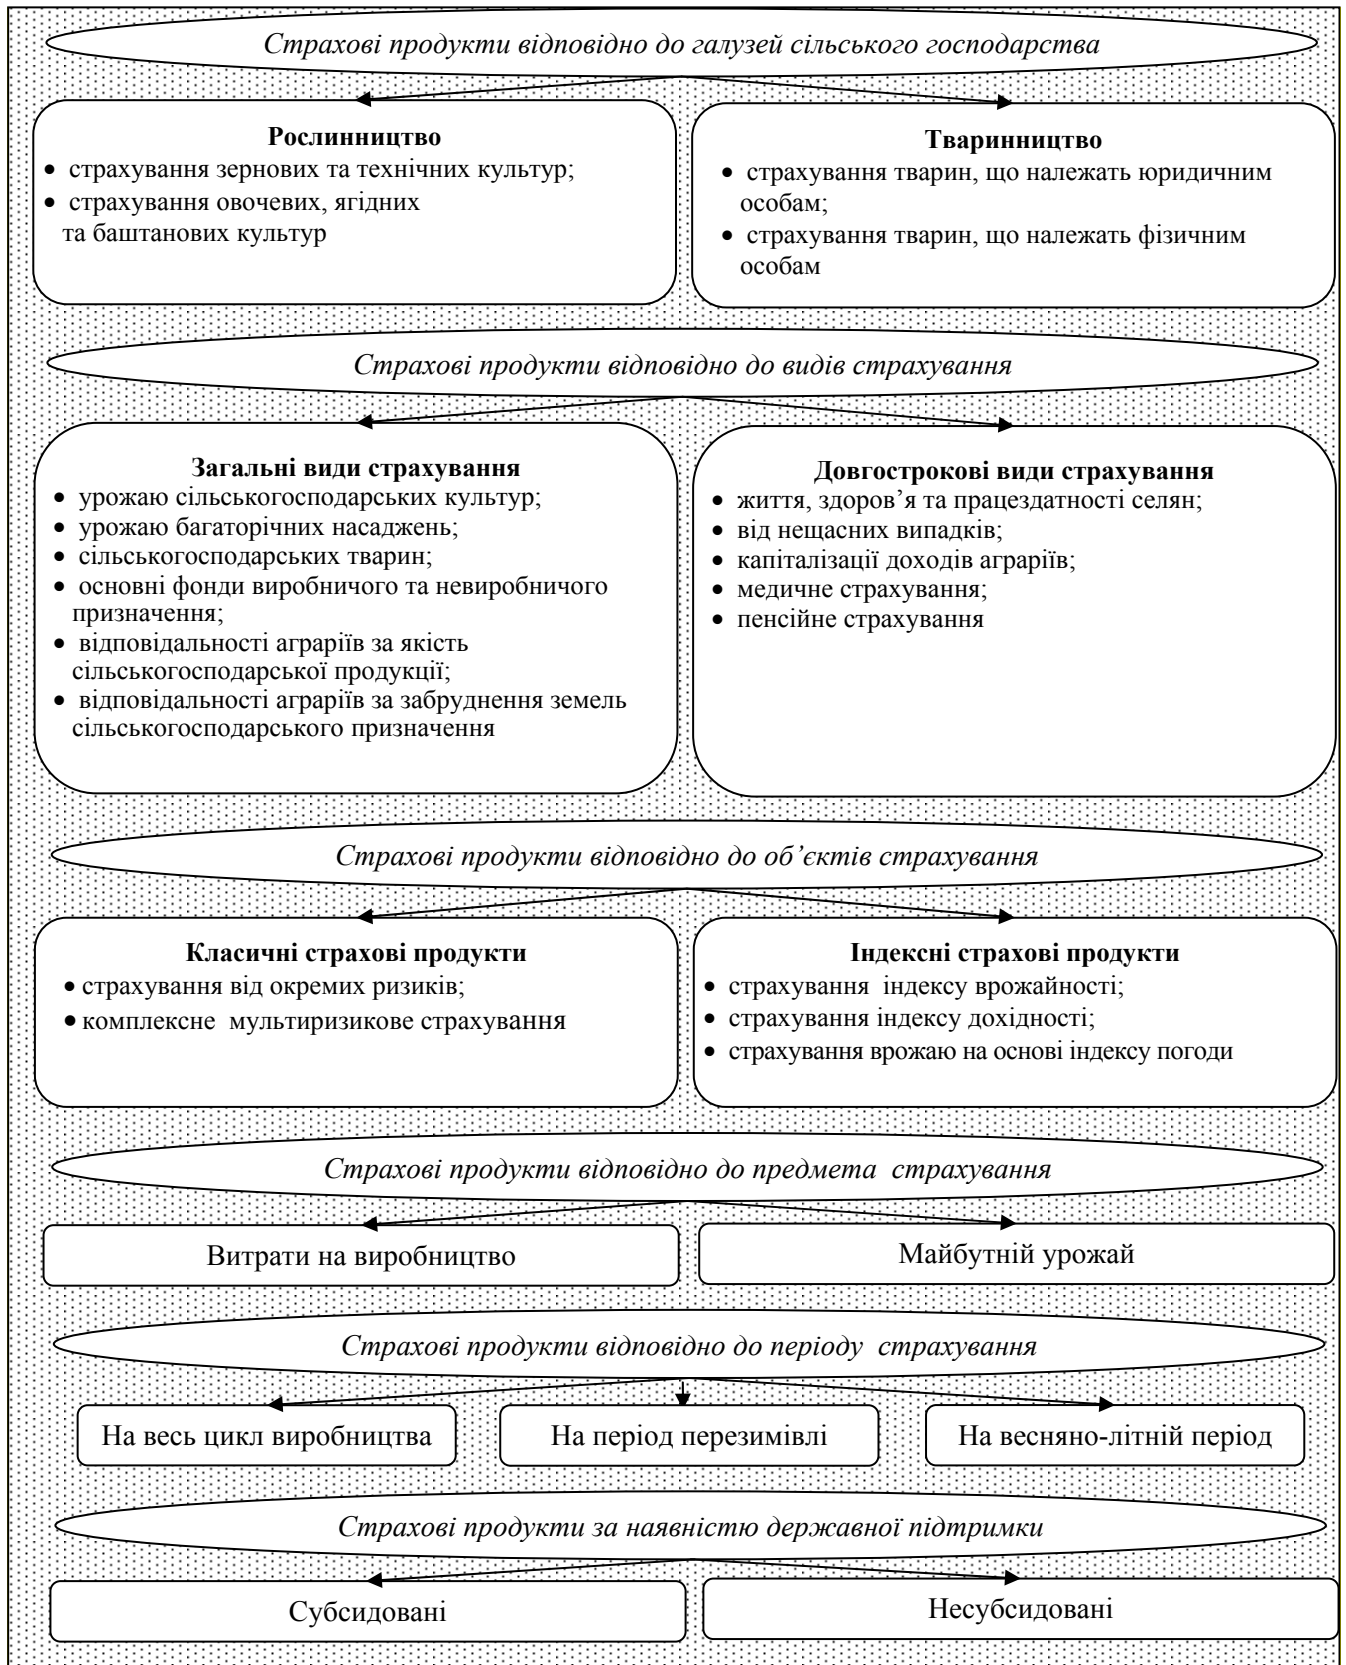 Страхові продукти відповідно до галузей сільського господарства
Рослинництво
• страхування зернових та технічних культур;
• страхування овочевих, ягідних
та баштанових культур
Тваринництво
• страхування тварин, що належать юридичним
особам;
• страхування тварин, що належать фізичним
особам
Страхові продукти відповідно до видів страхування
Загальні види страхування
• урожаю сільськогосподарських культур;
• урожаю багаторічних насаджень;
• сільськогосподарських тварин;
• основні фонди виробничого та невиробничого
призначення;
• відповідальності аграріїв за якість
сільськогосподарської продукції;
• відповідальності аграріїв за забруднення земель
сільськогосподарського призначення
Довгострокові види страхування
• життя, здоров’я та працездатності селян;
• від нещасних випадків;
• капіталізації доходів аграріїв;
• медичне страхування;
• пенсійне страхування
Страхові продукти відповідно до об’єктів страхування
Класичні страхові продукти
• страхування від окремих ризиків;
• комплексне мультиризикове страхування
Індексні страхові продукти
• страхування індексу врожайності;
• страхування індексу дохідності;
• страхування врожаю на основі індексу погоди
Страхові продукти відповідно до предмета страхування
Витрати на виробництво
Майбутній урожай
Страхові продукти відповідно до періоду страхування
На весь цикл виробництва
На період перезимівлі
На весняно-літній період
Страхові продукти за наявністю державної підтримки
Субсидовані
Несубсидовані